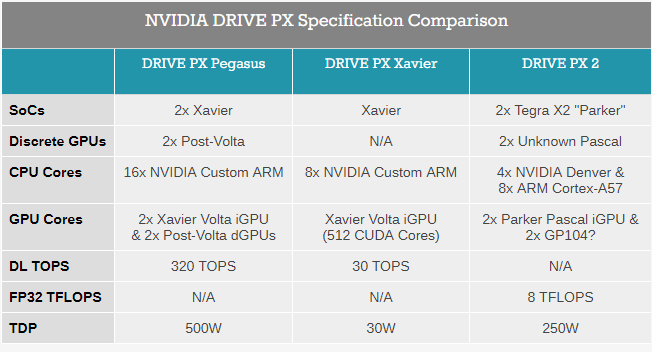 NVIDIA DRIVE PX Specification Comparison
DRIVE PX Pegasus DRIVE PX Xavier DRIVE PX 2
SoCs 2x Xavier Xavier 2x Tegra X2 "Parker"
Discrete GPUs 2x Post-Volta N/A 2x Unknown Pascal
CPU Cores 16x NVIDIA Custom ARM 8x NVIDIA Custom ARM 4x NVIDIA Denver &
8x ARM Cortex-A57
GPU Cores 2x Xavier Volta iGPU Xavier Volta iGPU 2x Parker Pascal iGPU &
& 2x Post-Volta dGPUs (512 CUDA Cores) 2x GP104?
DL TOPS 320 TOPS 30 TOPS N/A
FP32 TFLOPS N/A N/A 8 TFLOPS
TDP 500W 30W 250W